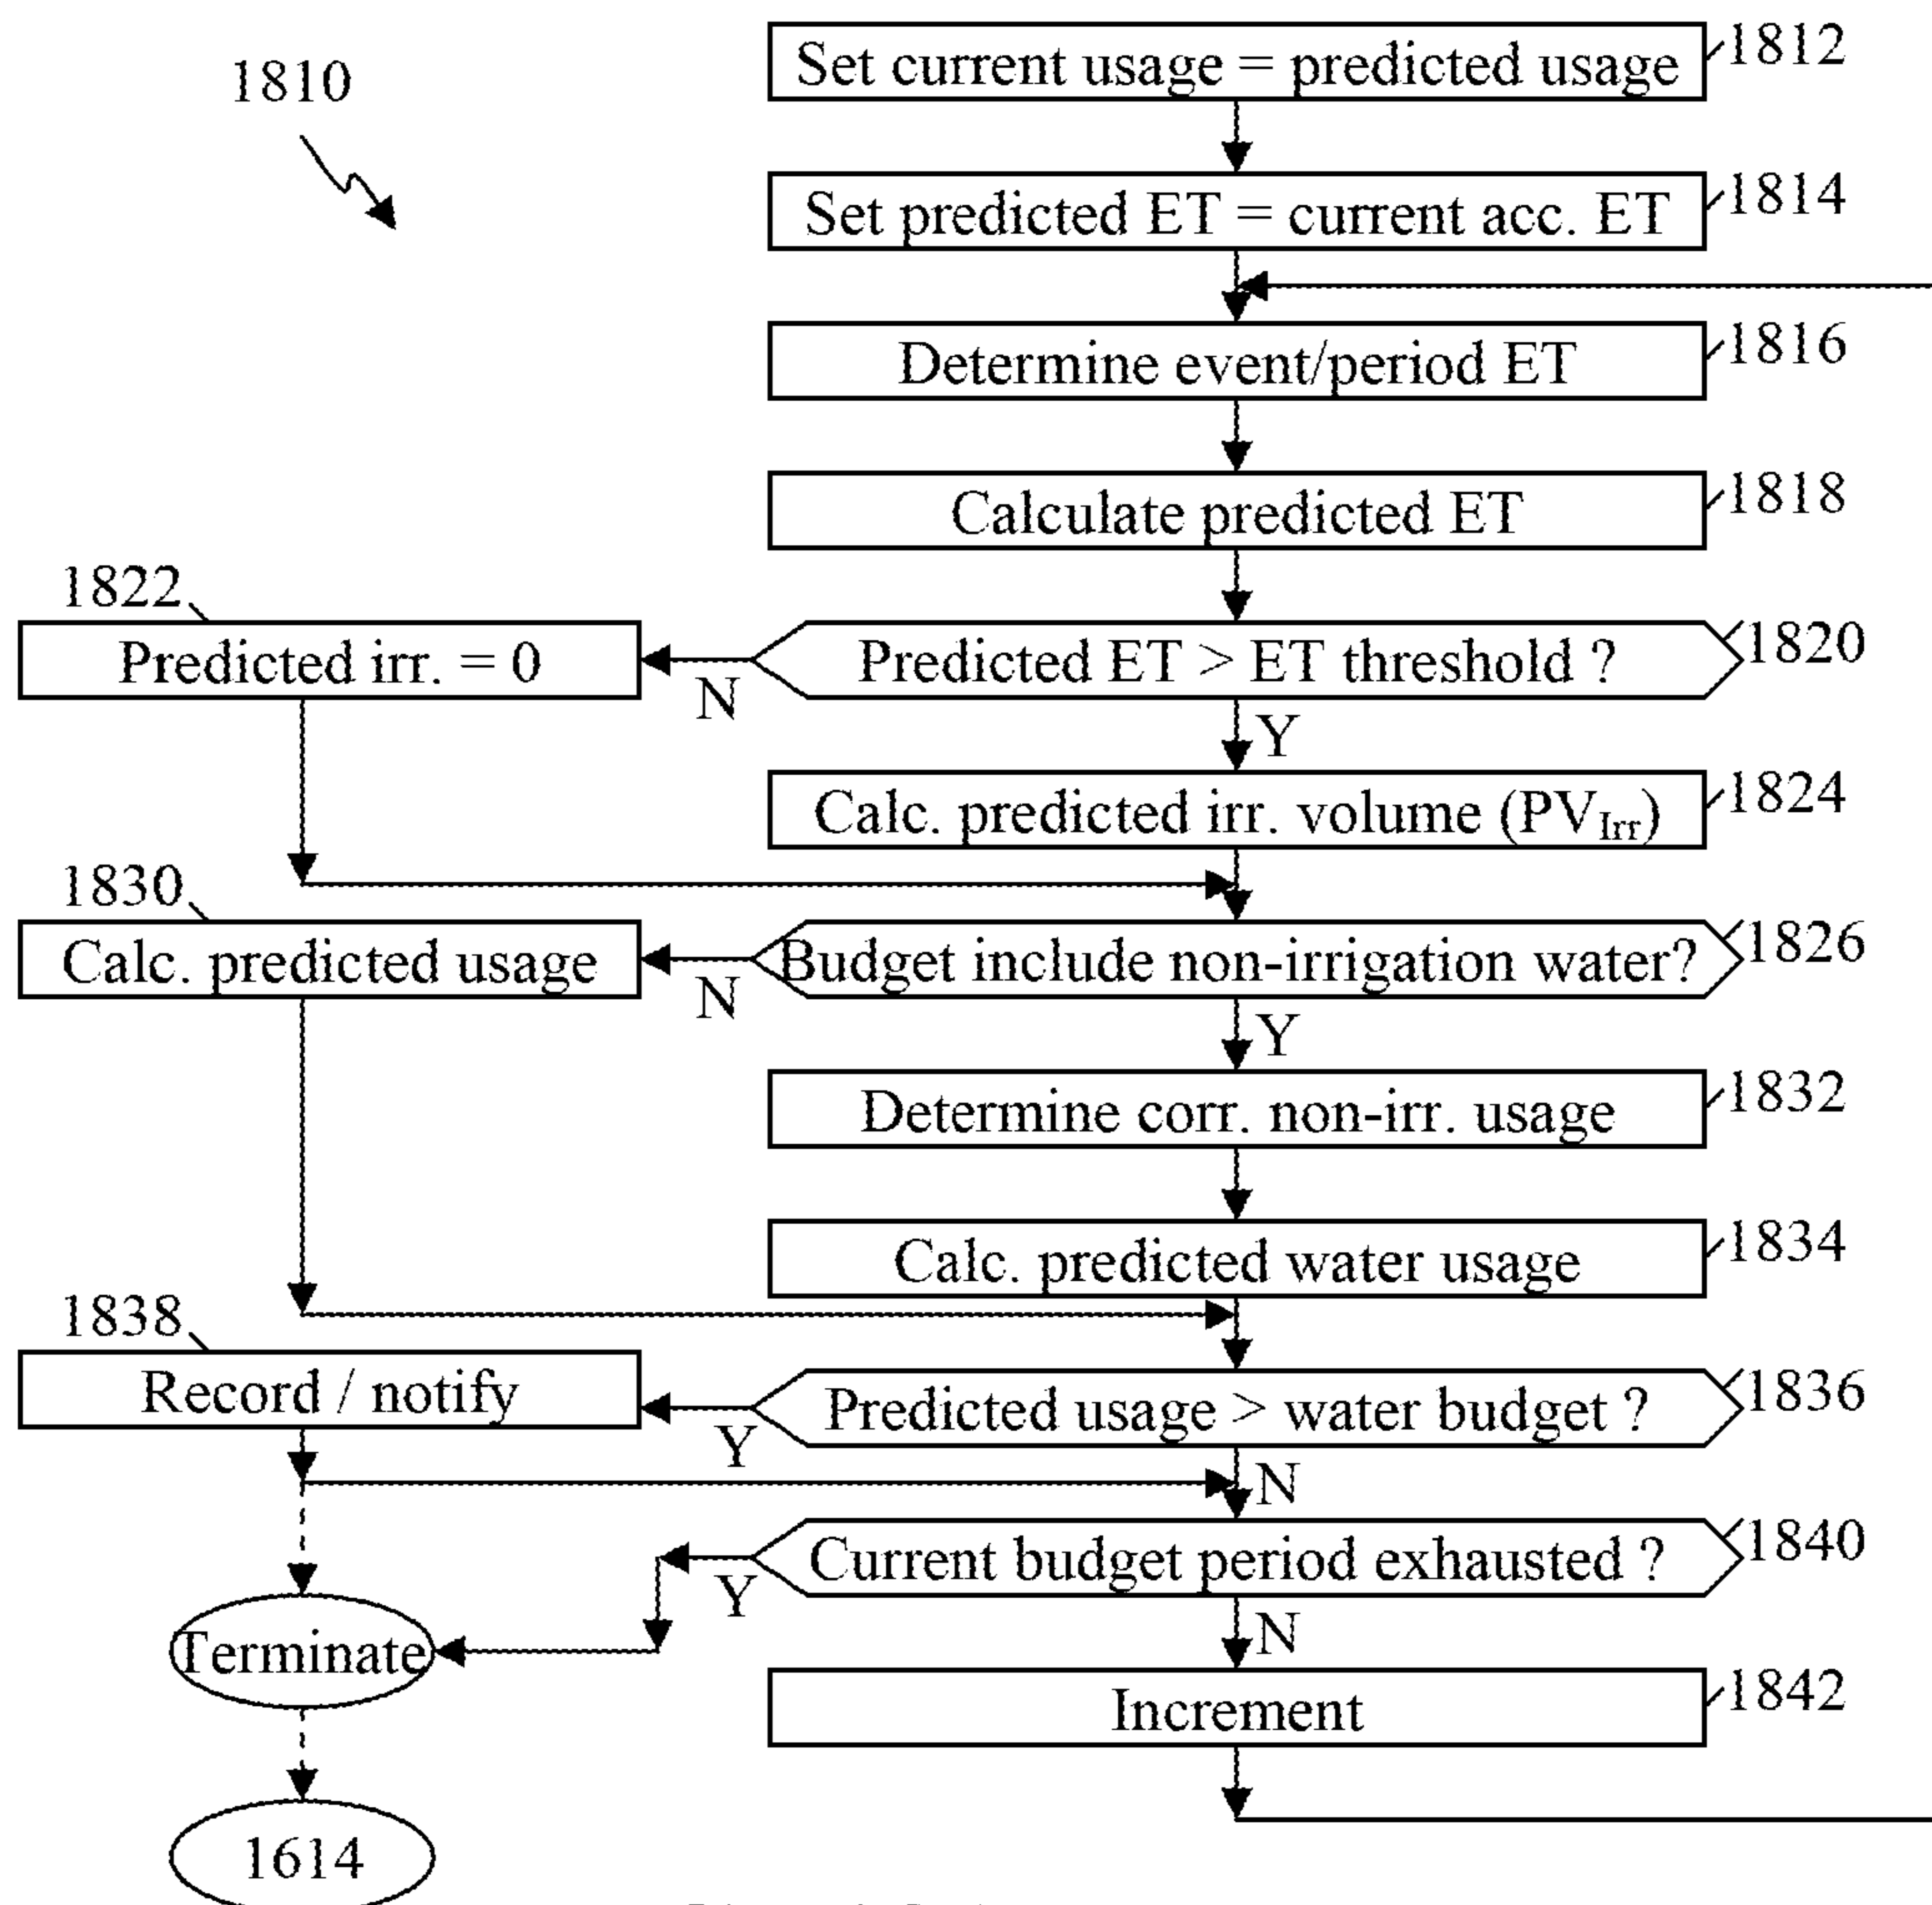 1810
Set current usage = predicted usage
1812
Set predicted ET = current acc. ET
1814
Determine event/period ET
1816
Calculate predicted ET
1818
1822
Predicted irr. = 0
N
Predicted ET > ET threshold ?
1820
Y
Calc. predicted irr. volume (PVIrr)
1824
1830
Calc. predicted usage
N
Budget include non-irrigation water?
1826
Y
Determine corr. non-irr. usage
1832
Calc. predicted water usage
1834
1838
Record / notify
Y
Predicted usage > water budget ?
1836
N
Current budget period exhausted ?
1840
Y
N
Terminate
Increment
1842
1614